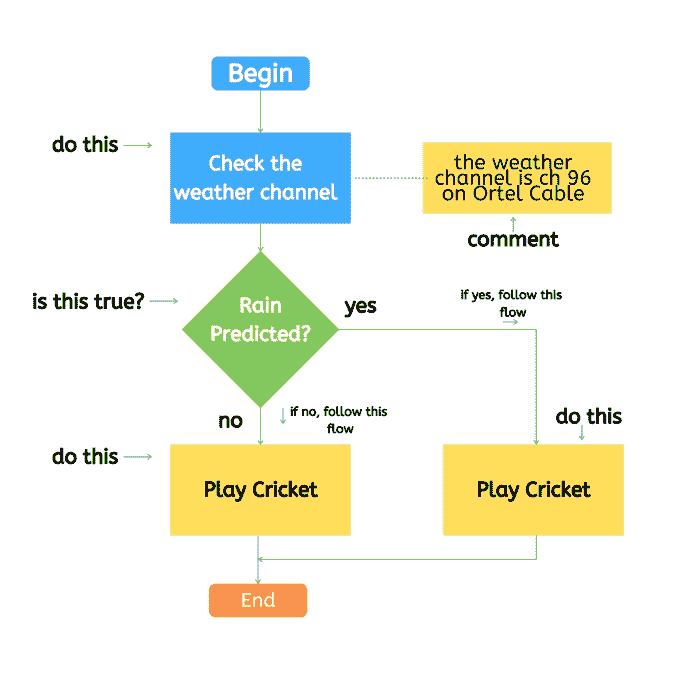 Begin
do this
Check the
weather channel
the weather
channel is ch 96
on Ortel Cable
comment
is this true?
Rain
Predicted?
yes
if yes, follow this
flow
no
if no, follow this
flow
do this
do this
Play Cricket
Play Cricket
End